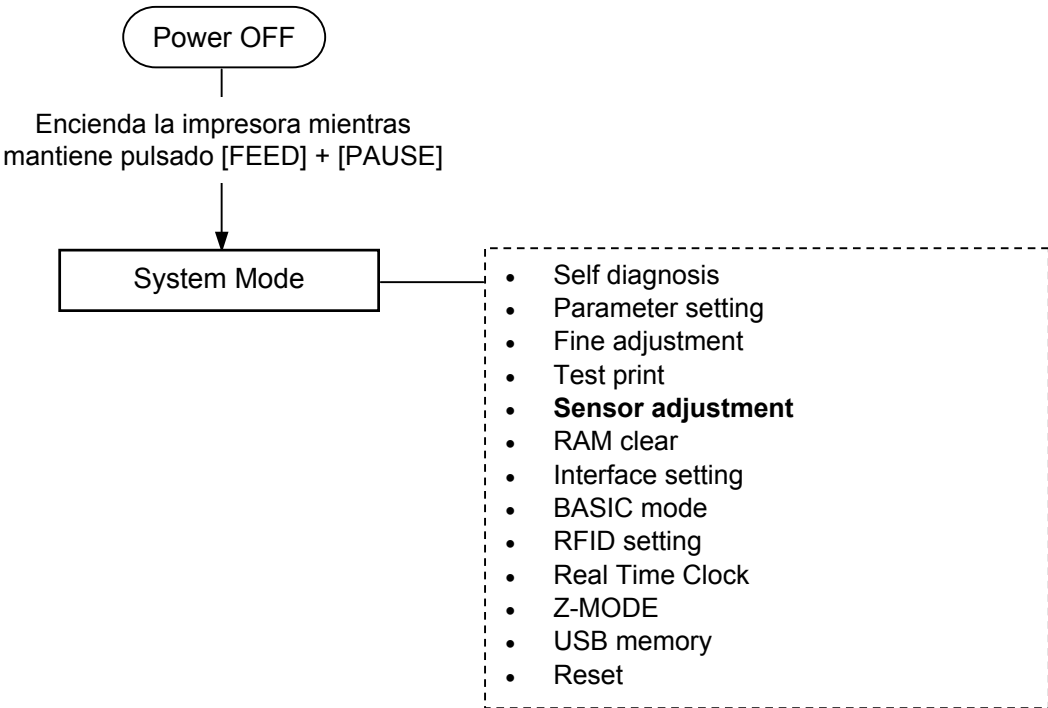 Power OFF
Encienda la impresora mientras
mantiene pulsado [FEED] + [PAUSE]
System Mode
• Self diagnosis
• Parameter setting
• Fine adjustment
• Test print
• Sensor adjustment
• RAM clear
• Interface setting
• BASIC mode
• RFID setting
• Real Time Clock
• Z-MODE
• USB memory
• Reset